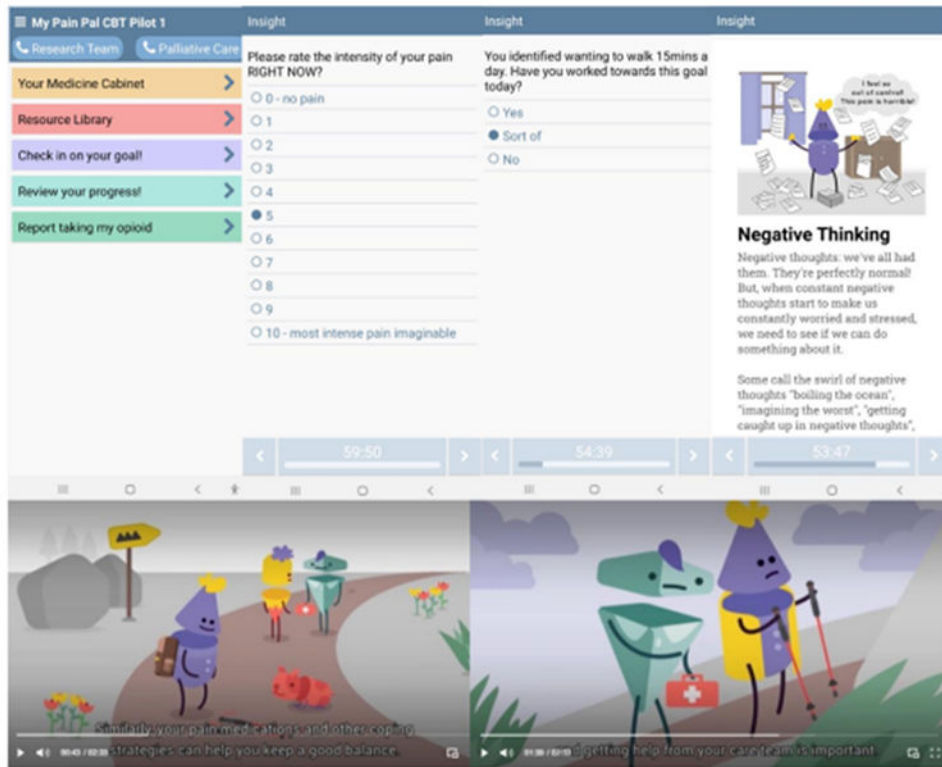 My Pain Pal CBT Pilot 1
Research Team
Palliative Care
Your Medicine Cabinet
Resource Library
Check in on your goal!
Review your progress!
Report taking my opioid
Insight
Please rate the intensity of your pain
RIGHT NOW?
0 - no pain
1
2
3
4
5
6
7
8
9
10 - most intense pain imaginable
59:50
Insight
You identified wanting to walk 15mins a
day. Have you worked towards this goal
today?
Yes
Sort of
No
54:39
Insight
I feel so
out of control!
This pain is horrible!
Negative Thinking
Negative thoughts: we've all had
them. They're perfectly normal!
But, when constant negative
thoughts start to make us
constantly worried and stressed,
we need to see if we can do
something about it.
Some call the swirl of negative
thoughts "boiling the ocean",
"imagining the worst", "getting
caught up in negative thoughts",
53:47
Similarly your pain medications and other coping
strategies can help you keep a good balance.
getting help from your care team is important